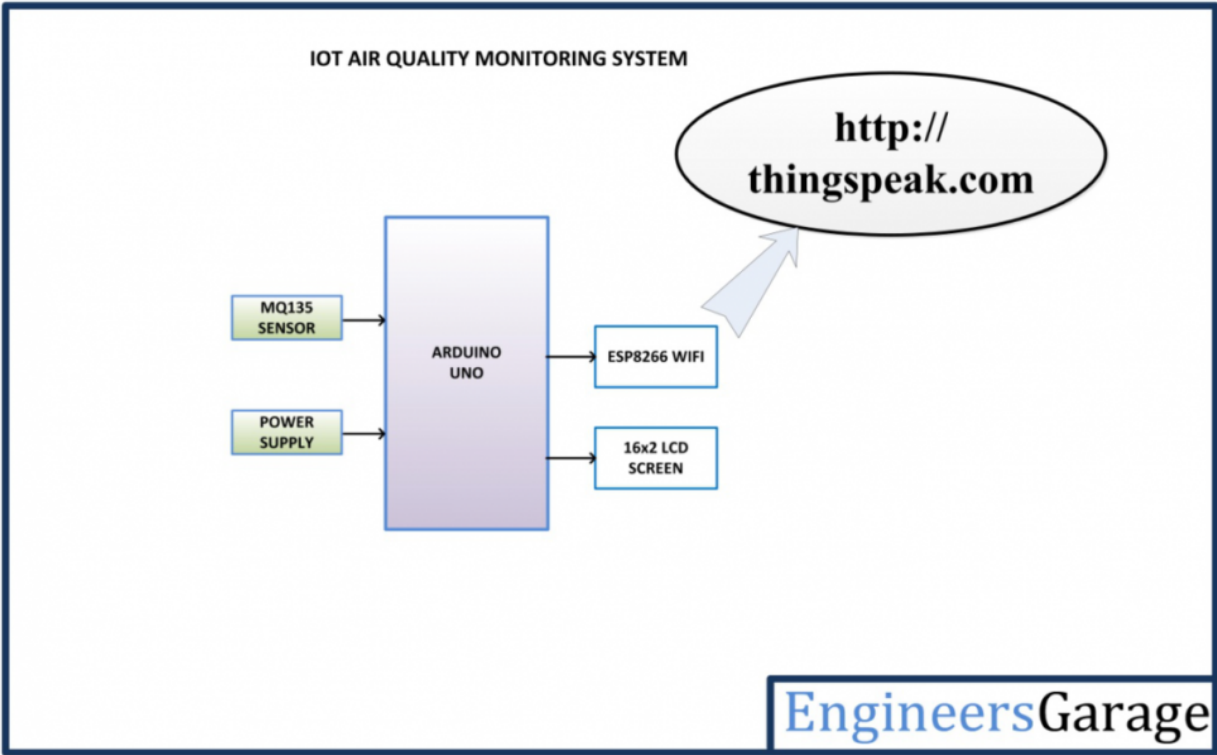 IOT AIR QUALITY MONITORING SYSTEM
http://
thingspeak.com
MQ135
SENSOR
POWER
SUPPLY
ARDUINO
UNO
ESP8266 WIFI
16x2 LCD
SCREEN
EngineersGarage